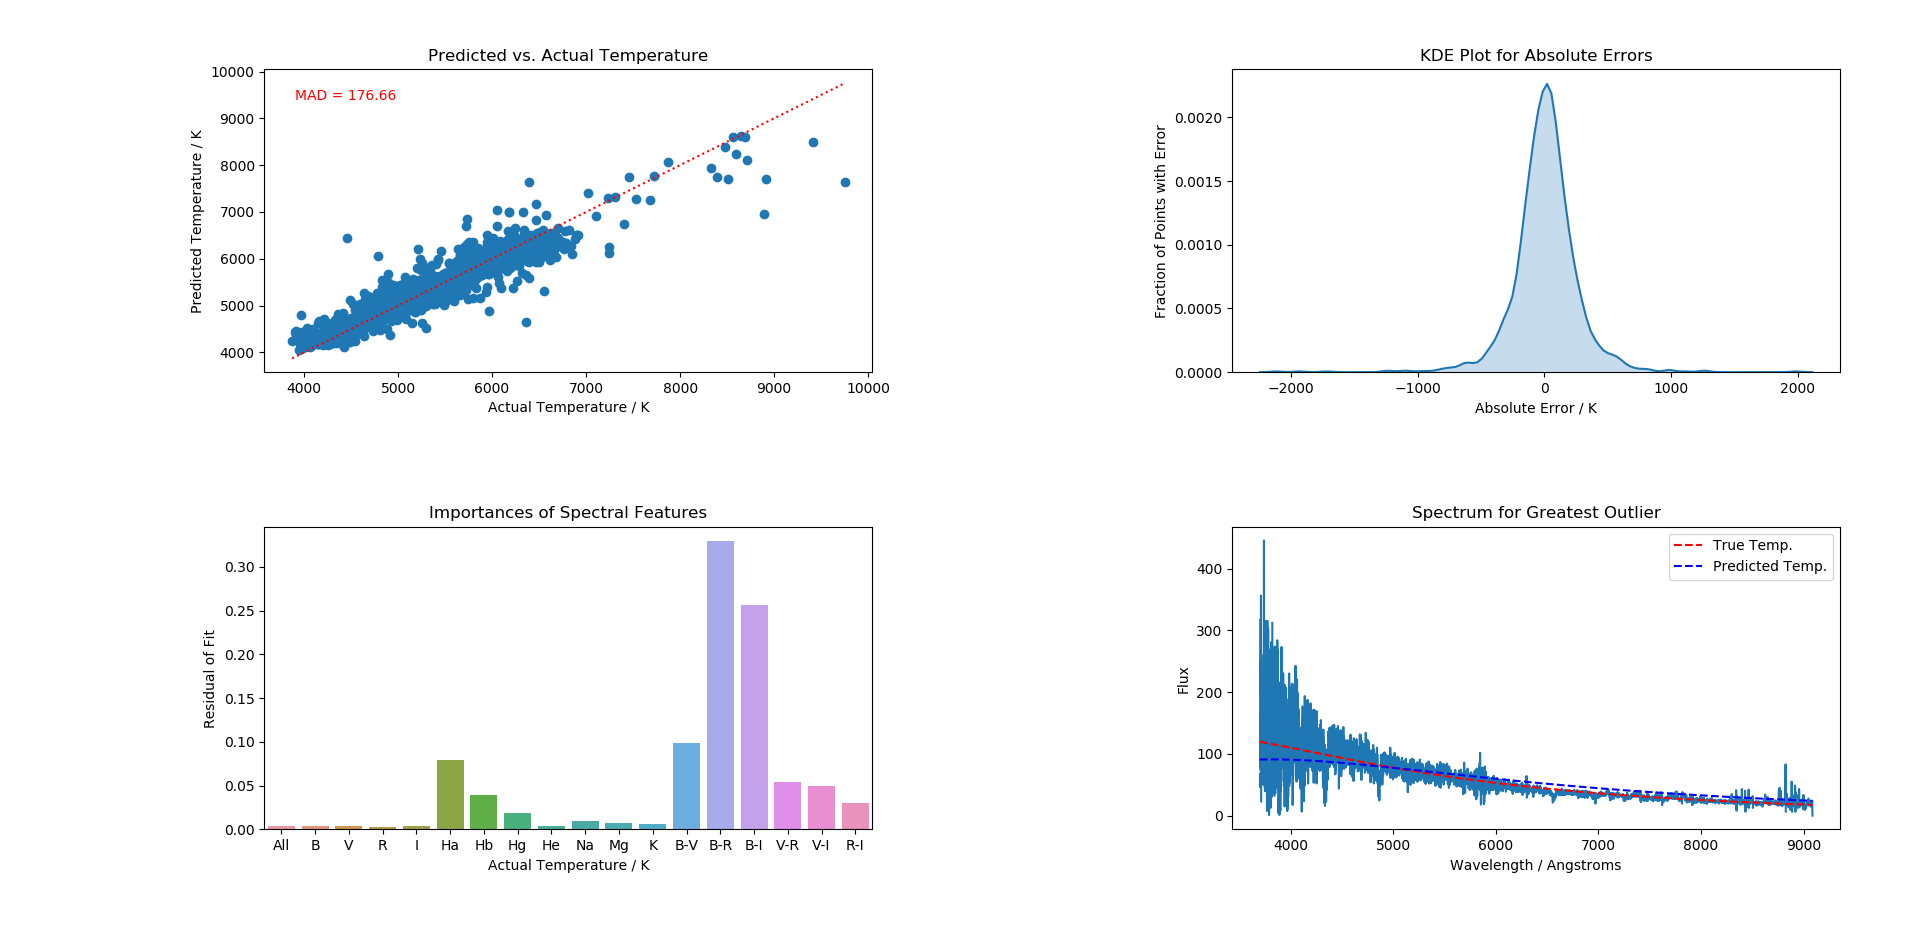 Predicted vs. Actual Temperature
MAD = 176.66
Predicted Temperature / K
10000
9000
8000
7000
6000
5000
4000
4000 5000 6000 7000 8000 9000 10000
Actual Temperature / K
KDE Plot for Absolute Errors
Fraction of Points with Error
0.0020
0.0015
0.0010
0.0005
0.0000
−2000 −1000 0 1000 2000
Absolute Error / K
Importances of Spectral Features
Residual of Fit
0.30
0.25
0.20
0.15
0.10
0.05
0.00
All B V R I Ha Hb Hg He Na Mg K B-V B-R B-I V-R V-I R-I
Actual Temperature / K
Spectrum for Greatest Outlier
True Temp.
Predicted Temp.
Flux
400
300
200
100
0
4000 5000 6000 7000 8000 9000
Wavelength / Angstroms